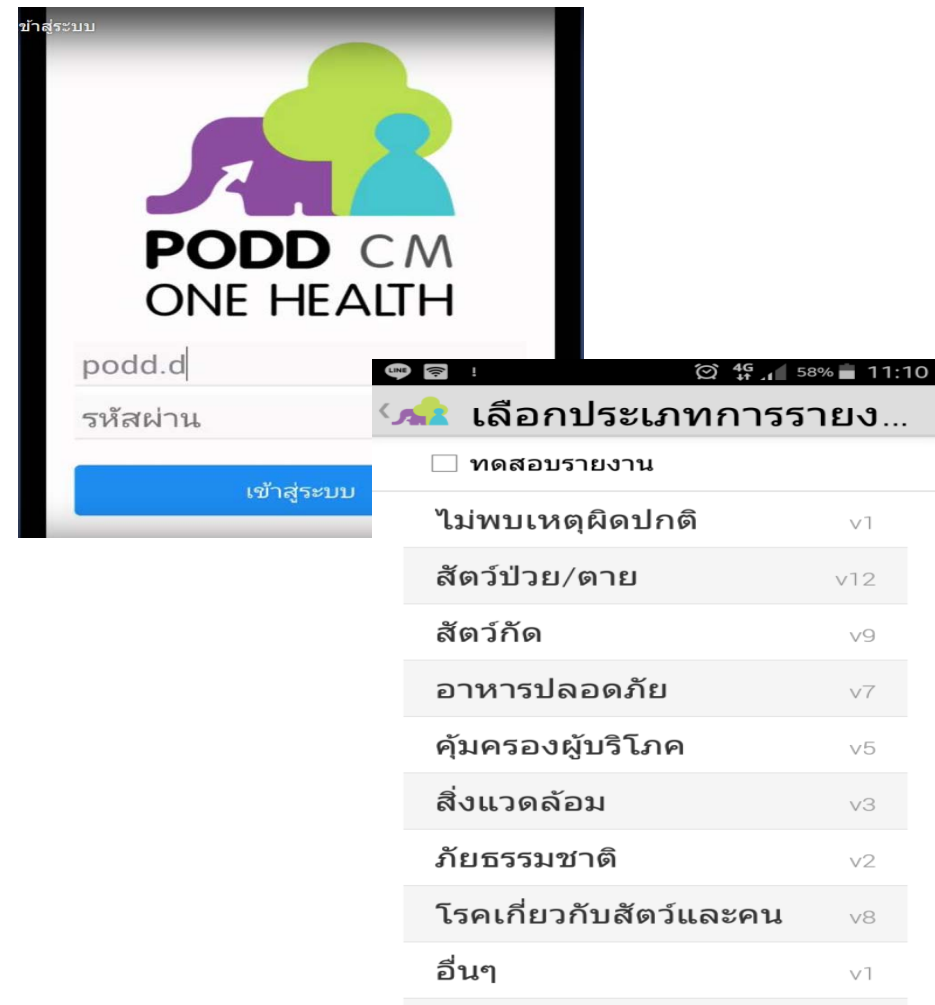 ข้าสู่ระบบ
PODD CM
ONE HEALTH
podd.d
รหัสผ่าน
เข้าสู่ระบบ
LINE ! 4G 58% 11:10
เลือกประเภทการรายง...
ทดสอบรายงาน
ไม่พบเหตุผิดปกติ v1
สัตว์ป่วย/ตาย v12
สัตว์กัด v9
อาหารปลอดภัย v7
คุ้มครองผู้บริโภค v5
สิ่งแวดล้อม v3
ภัยธรรมชาติ v2
โรคเกี่ยวกับสัตว์และคน v8
อื่นๆ v1